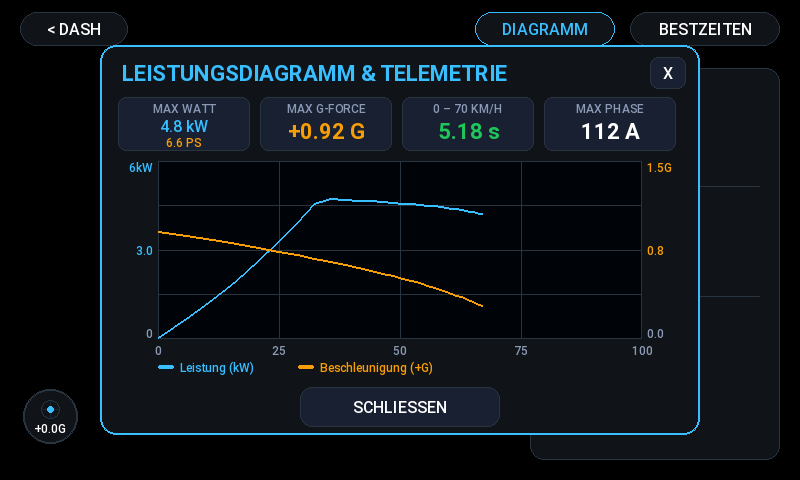 < DASH
DIAGRAMM
BESTZEITEN
LEISTUNGSDIAGRAMM & TELEMETRIE
X
MAX WATT
4.8 kW
6.6 PS
MAX G-FORCE
+0.92 G
0 – 70 KM/H
5.18 s
MAX PHASE
112 A
6kW
3.0
0
1.5G
0.8
0.0
0
25
50
75
100
Leistung (kW)
Beschleunigung (+G)
+0.0G
SCHLIESSEN